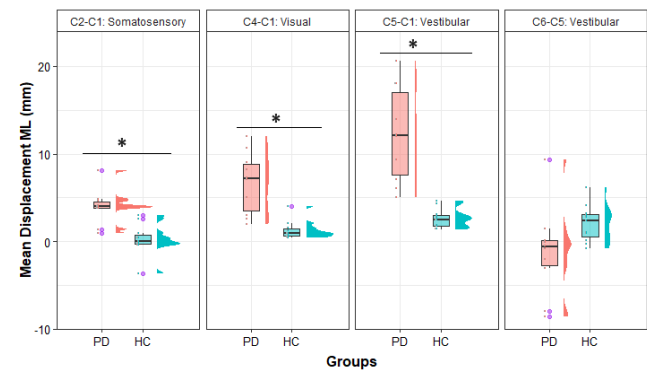 C2-C1: Somatosensory
C4-C1: Visual
C5-C1: Vestibular
C6-C5: Vestibular
Mean Displacement ML (mm)
20
10
0
-10
*
*
*
PD
HC
PD
HC
PD
HC
PD
HC
Groups